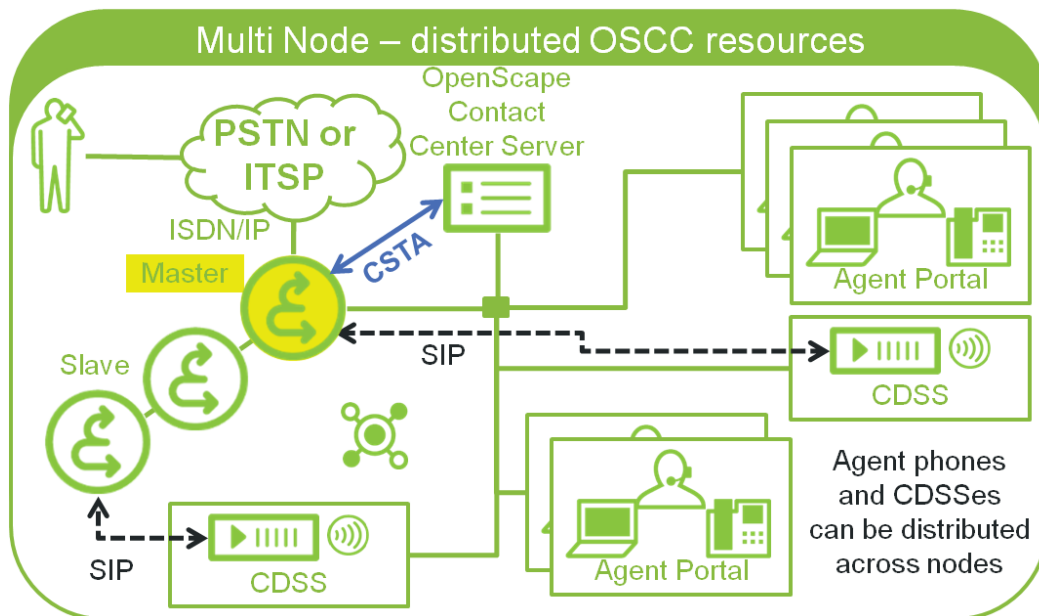 Multi Node – distributed OSCC resources
OpenScape
Contact
Center Server
PSTN or
ITSP
ISDN/IP
CSTA
Master
Agent Portal
SIP
Slave
CDSS
Agent phones
and CDSSes
can be distributed
across nodes
SIP
CDSS
Agent Portal